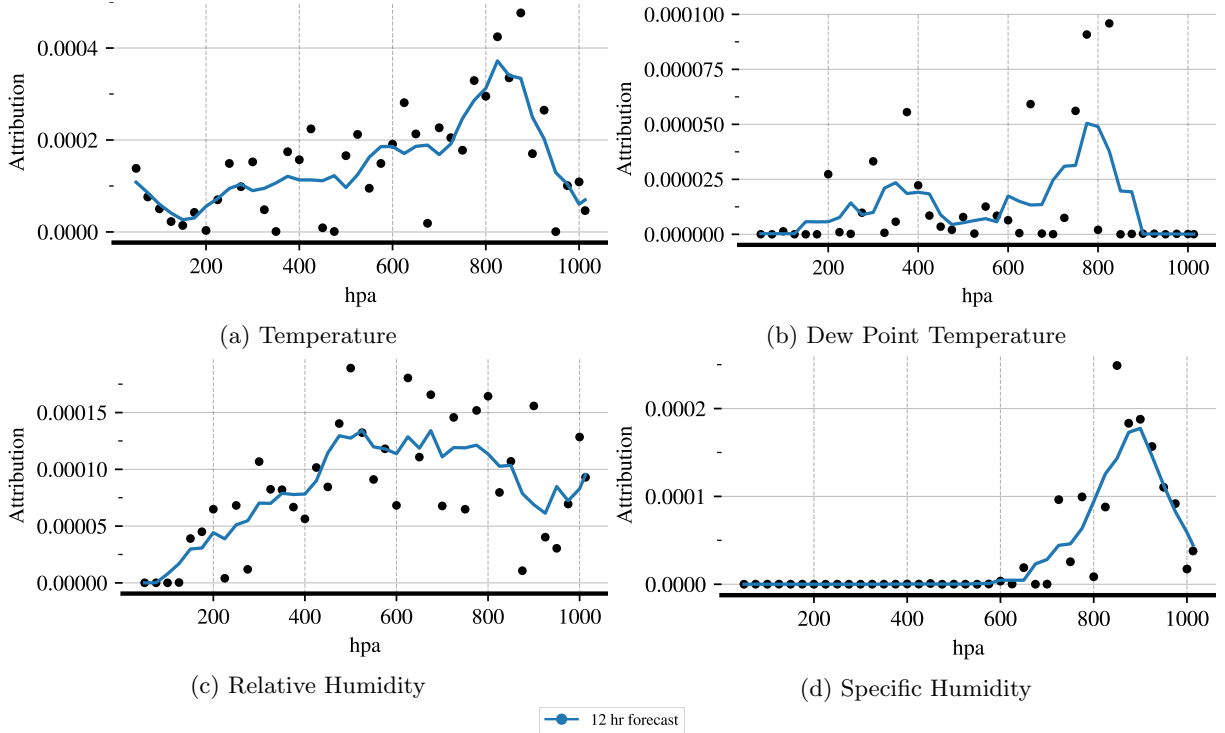 0.0004
0.0002
0.0000
Attribution
200 400 600 800 1000
hpa
(a) Temperature
0.000100
0.000075
0.000050
0.000025
0.000000
Attribution
200 400 600 800 1000
hpa
(b) Dew Point Temperature
0.00015
0.00010
0.00005
0.00000
Attribution
200 400 600 800 1000
hpa
(c) Relative Humidity
0.0002
0.0001
0.0000
Attribution
200 400 600 800 1000
hpa
(d) Specific Humidity
12 hr forecast